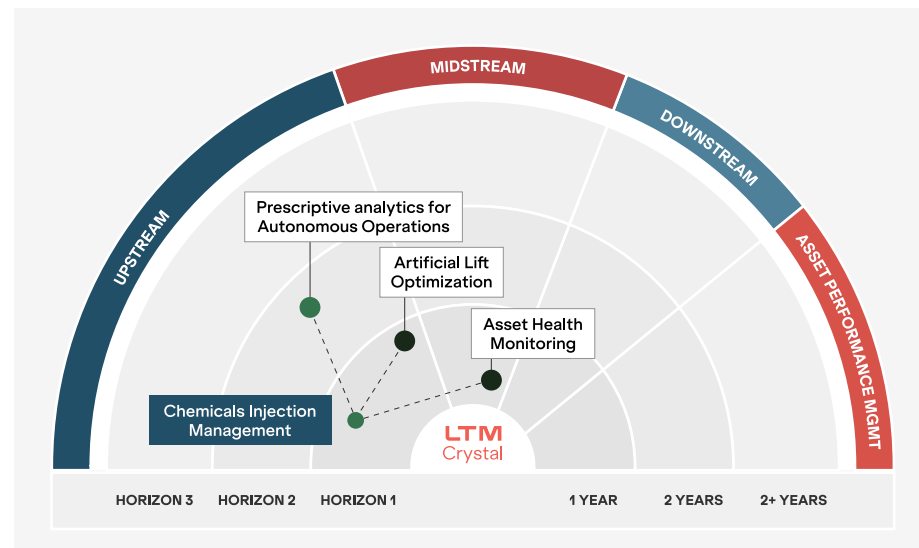 MIDSTREAM
DOWNSTREAM
UPSTREAM
ASSET PERFORMANCE MGMT
Prescriptive analytics for
Autonomous Operations
Artificial Lift
Optimization
Asset Health
Monitoring
Chemicals Injection
Management
LTM
Crystal
HORIZON 3 HORIZON 2 HORIZON 1 1 YEAR 2 YEARS 2+ YEARS